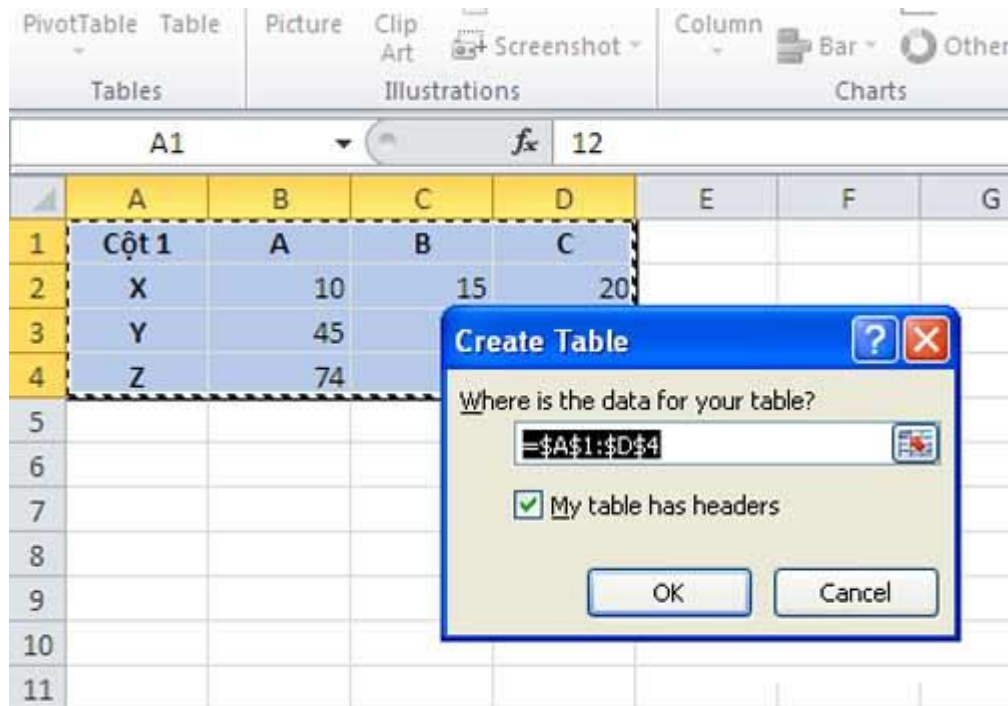 PivotTable Table Picture Clip Art Screenshot Column Bar Other
Tables Illustrations Charts
A1 fx 12
A B C D E F G
1 Cột 1 A B C
2 X 10 15 20
3 Y 45
4 Z 74
5
6
7
8
9
10
11
Create Table
Where is the data for your table?
=$A$1:$D$4
My table has headers
OK Cancel